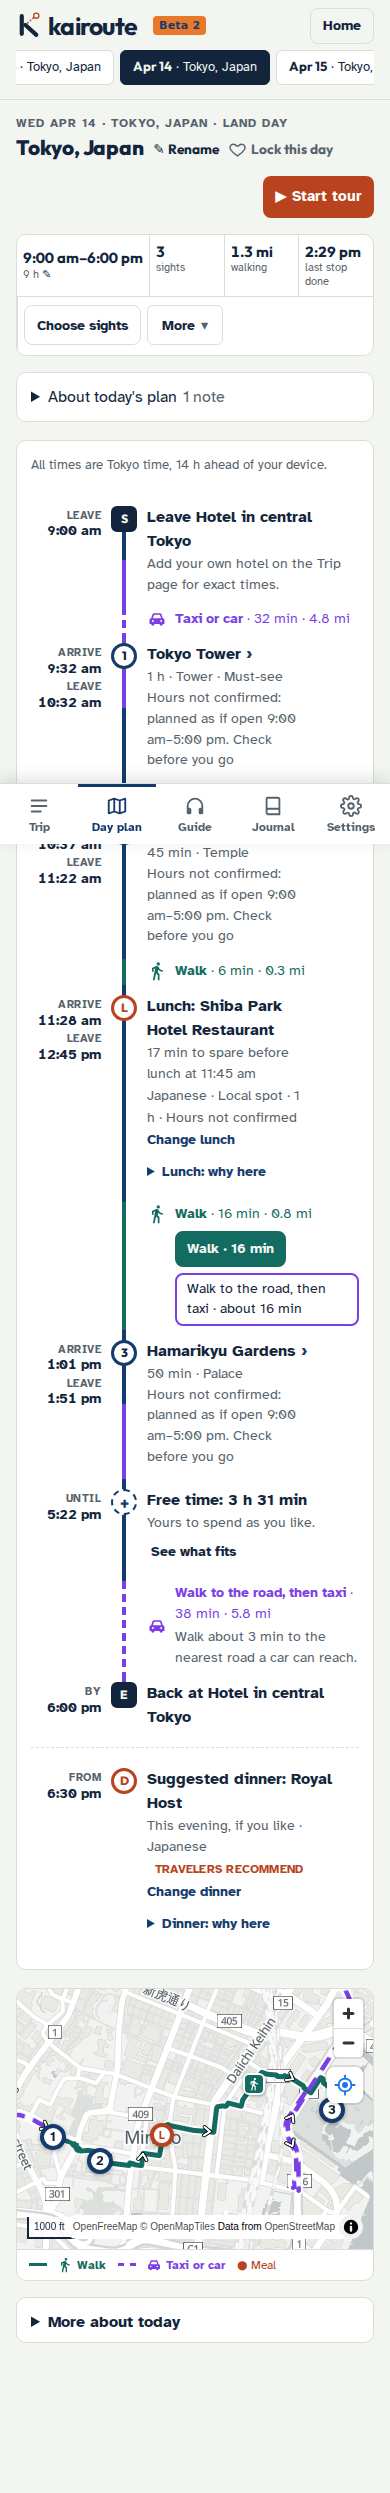 kairoute
Beta 2
Home
· Tokyo, Japan
Apr 14 · Tokyo, Japan
Apr 15 · Tokyo,
WED APR 14 · TOKYO, JAPAN · LAND DAY
Tokyo, Japan
✎ Rename
Lock this day
▶ Start tour
9:00 am–6:00 pm
9 h ✎
3
sights
1.3 mi
walking
2:29 pm
last stop
done
Choose sights
More ▼
▶ About today's plan 1 note
All times are Tokyo time, 14 h ahead of your device.
LEAVE
9:00 am
S
Leave Hotel in central
Tokyo
Add your own hotel on the Trip
page for exact times.
Taxi or car · 32 min · 4.8 mi
ARRIVE
9:32 am
LEAVE
10:32 am
1
Tokyo Tower ›
1 h · Tower · Must-see
Hours not confirmed:
planned as if open 9:00
am–5:00 pm. Check
before you go
Trip
Day plan
Guide
Journal
Settings
10:37 am
LEAVE
11:22 am
45 min · Temple
Hours not confirmed:
planned as if open 9:00
am–5:00 pm. Check
before you go
Walk · 6 min · 0.3 mi
ARRIVE
11:28 am
LEAVE
12:45 pm
L
Lunch: Shiba Park
Hotel Restaurant
17 min to spare before
lunch at 11:45 am
Japanese · Local spot · 1
h · Hours not confirmed
Change lunch
▶ Lunch: why here
Walk · 16 min · 0.8 mi
Walk · 16 min
Walk to the road, then
taxi · about 16 min
ARRIVE
1:01 pm
LEAVE
1:51 pm
3
Hamarikyu Gardens ›
50 min · Palace
Hours not confirmed:
planned as if open 9:00
am–5:00 pm. Check
before you go
UNTIL
5:22 pm
+
Free time: 3 h 31 min
Yours to spend as you like.
See what fits
Walk to the road, then taxi ·
38 min · 5.8 mi
Walk about 3 min to the
nearest road a car can reach.
BY
6:00 pm
E
Back at Hotel in central
Tokyo
FROM
6:30 pm
D
Suggested dinner: Royal
Host
This evening, if you like ·
Japanese
TRAVELERS RECOMMEND
Change dinner
▶ Dinner: why here
新虎通り
15
1
405
Daiichi Keihin
+
−
409
1
2
L
3
301
6
1
1000 ft
OpenFreeMap © OpenMapTiles Data from OpenStreetMap
Walk
Taxi or car
Meal
▶ More about today